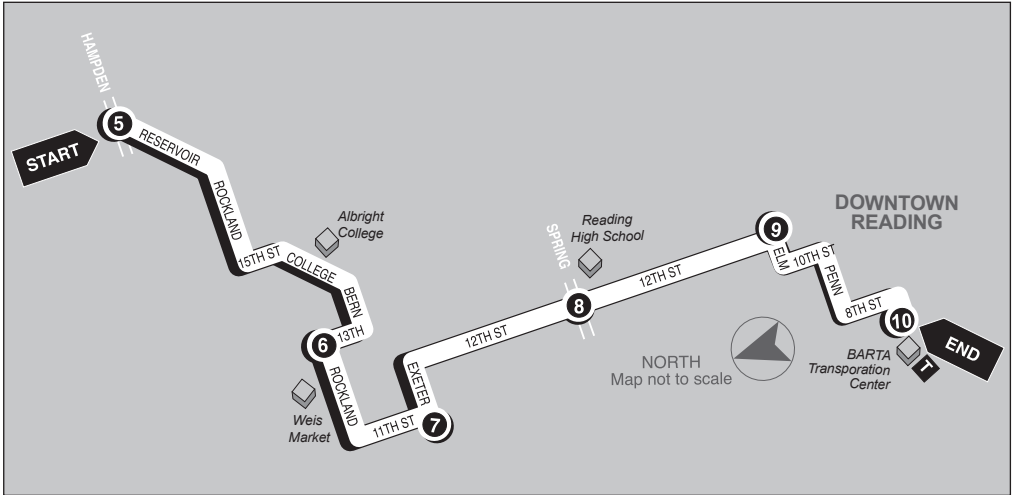 HAMPDEN
5
START
RESERVOIR
ROCKLAND
15TH ST
COLLEGE
Albright
College
BERN
13TH
6
ROCKLAND
Weis
Market
11TH ST
7
EXETER
12TH ST
SPRING
8
Reading
High School
12TH ST
9
ELM
10TH ST
PENN
8TH ST
10
DOWNTOWN
READING
NORTH
Map not to scale
BARTA
Transporation
Center
T
END